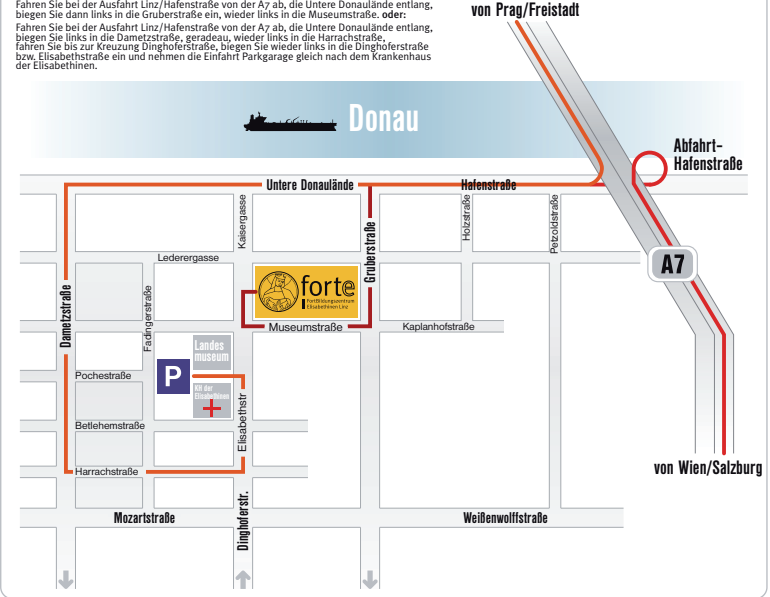 Fahren Sie bei der Ausfahrt Linz/Hafenstraße von der A7 ab, die Untere Donaulände entlang,
biegen Sie dann links in die Gruberstraße ein, wieder links in die Museumstraße. oder:
Fahren Sie bei der Ausfahrt Linz/Hafenstraße von der A7 ab, die Untere Donaulände entlang,
biegen Sie links in die Dametzstraße, geradeau, wieder links in die Harrachstraße,
fahren Sie bis zur Kreuzung Dinghoferstraße, biegen Sie wieder links in die Dinghoferstraße
bzw. Elisabethstraße ein und nehmen die Einfahrt Parkgarage gleich nach dem Krankenhaus
der Elisabethinen.
von Prag/Freistadt
Donau
Abfahrt-
Hafenstraße
Untere Donaulände
Hafenstraße
Kaisergasse
Gruberstraße
Holzstraße
Petzoldstraße
Lederergasse
A7
forte
FortBildungszentrum
Elisabethinen Linz
Dametzstraße
Fadingerstraße
Museumstraße
Kaplanhofstraße
Landes
museum
P
Pochestraße
KH der
Elisabethinen
Elisabethstr
Betlehemstraße
Harrachstraße
von Wien/Salzburg
Mozartstraße
Dinghoferstr.
Weißenwolffstraße